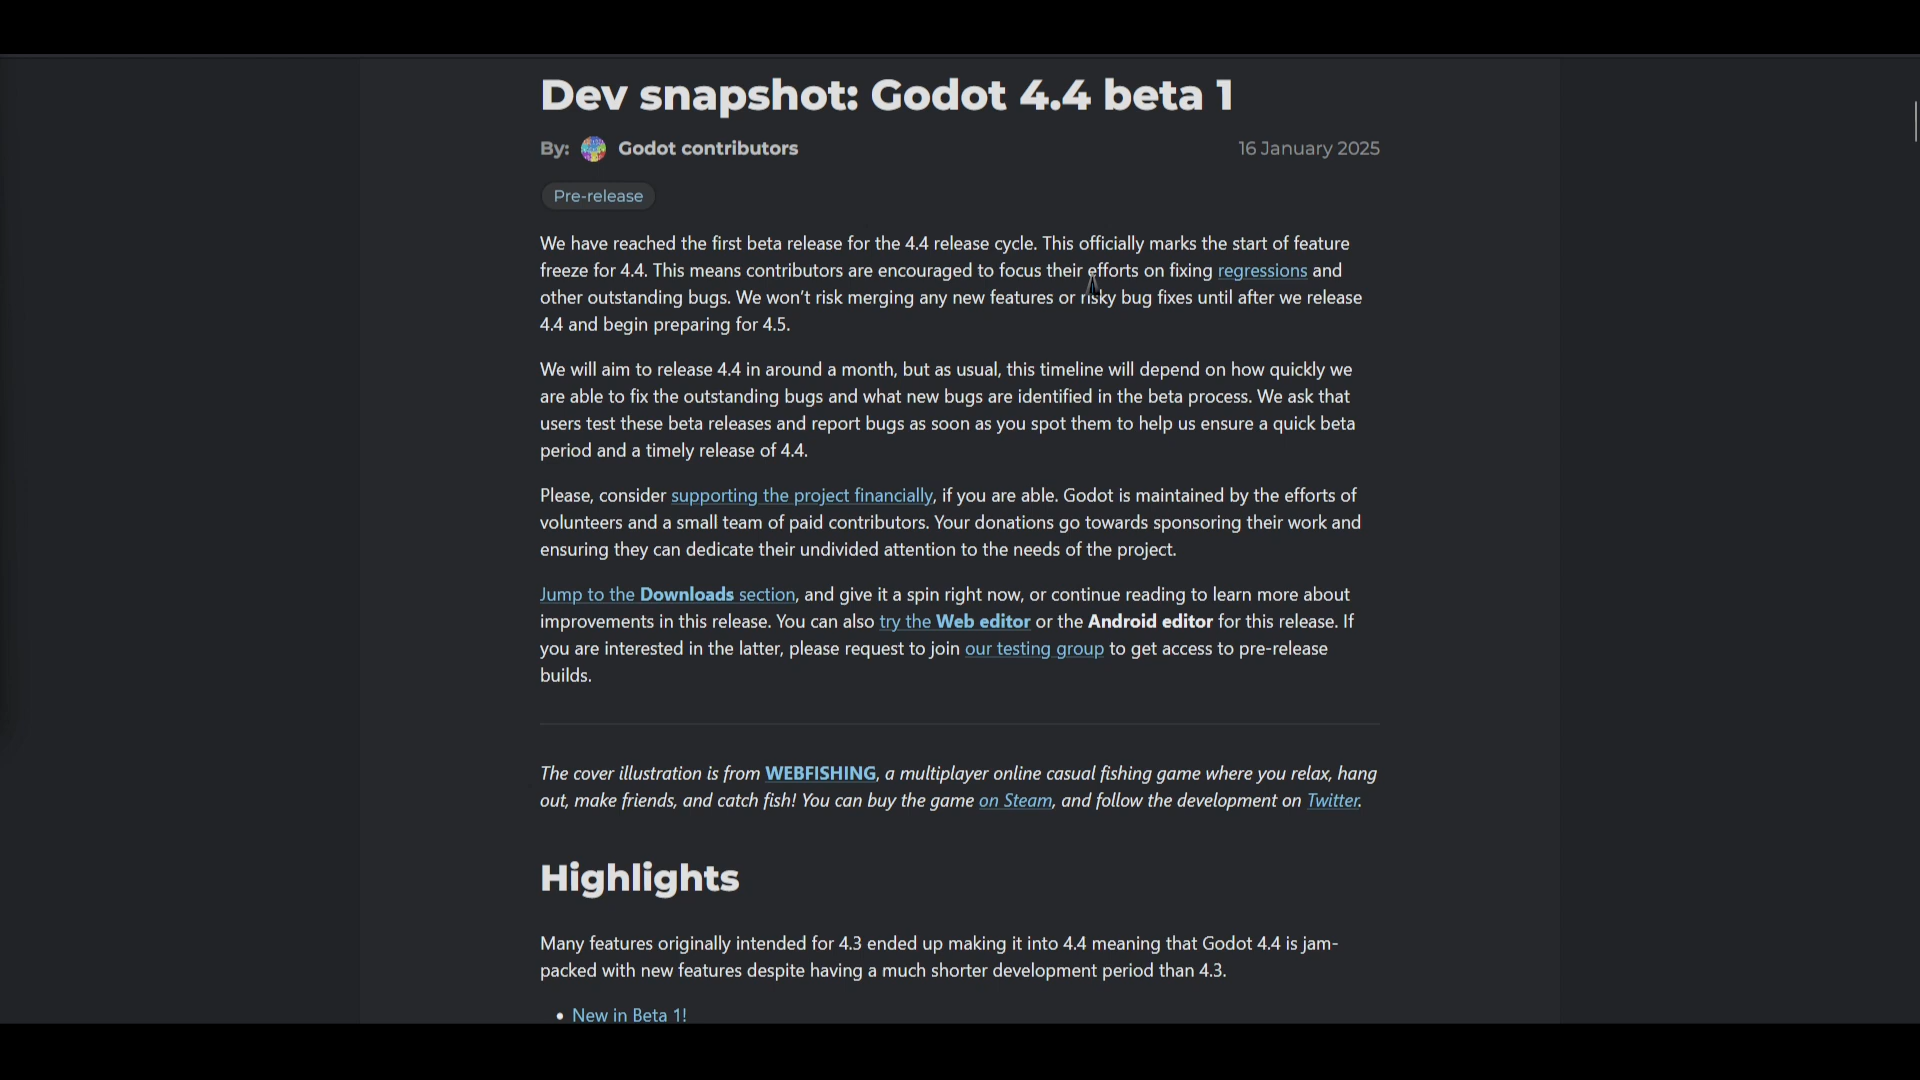 Dev snapshot: Godot 4.4 beta 1
By: Godot contributors 16 January 2025
Pre-release
We have reached the first beta release for the 4.4 release cycle. This officially marks the start of feature
freeze for 4.4. This means contributors are encouraged to focus their efforts on fixing regressions and
other outstanding bugs. We won't risk merging any new features or risky bug fixes until after we release
4.4 and begin preparing for 4.5.
We will aim to release 4.4 in around a month, but as usual, this timeline will depend on how quickly we
are able to fix the outstanding bugs and what new bugs are identified in the beta process. We ask that
users test these beta releases and report bugs as soon as you spot them to help us ensure a quick beta
period and a timely release of 4.4.
Please, consider supporting the project financially, if you are able. Godot is maintained by the efforts of
volunteers and a small team of paid contributors. Your donations go towards sponsoring their work and
ensuring they can dedicate their undivided attention to the needs of the project.
Jump to the Downloads section, and give it a spin right now, or continue reading to learn more about
improvements in this release. You can also try the Web editor or the Android editor for this release. If
you are interested in the latter, please request to join our testing group to get access to pre-release
builds.
The cover illustration is from WEBFISHING, a multiplayer online casual fishing game where you relax, hang
out, make friends, and catch fish! You can buy the game on Steam, and follow the development on Twitter.
Highlights
Many features originally intended for 4.3 ended up making it into 4.4 meaning that Godot 4.4 is jam-
packed with new features despite having a much shorter development period than 4.3.
• New in Beta 1!